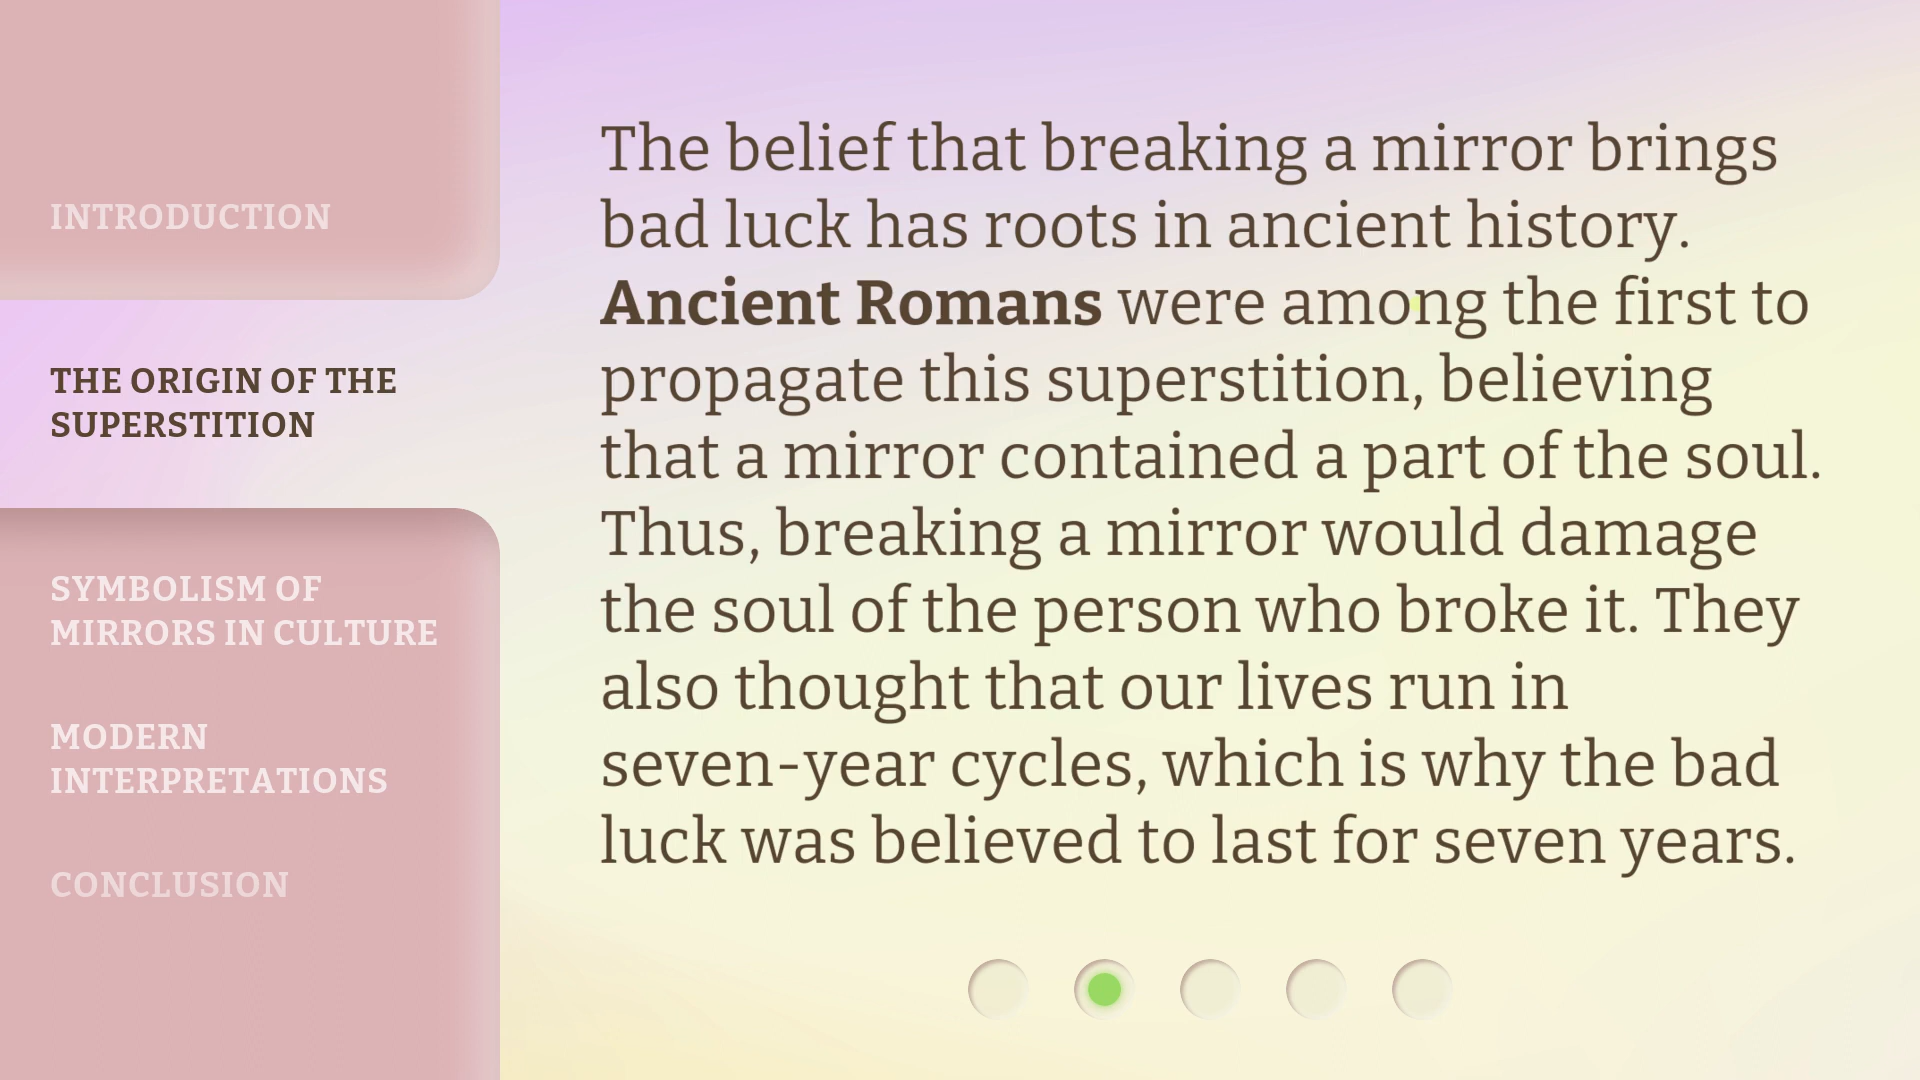 INTRODUCTION
THE ORIGIN OF THE
SUPERSTITION
SYMBOLISM OF
MIRRORS IN CULTURE
MODERN
INTERPRETATIONS
CONCLUSION
The belief that breaking a mirror brings
bad luck has roots in ancient history.
Ancient Romans were among the first to
propagate this superstition, believing
that a mirror contained a part of the soul.
Thus, breaking a mirror would damage
the soul of the person who broke it. They
also thought that our lives run in
seven-year cycles, which is why the bad
luck was believed to last for seven years.